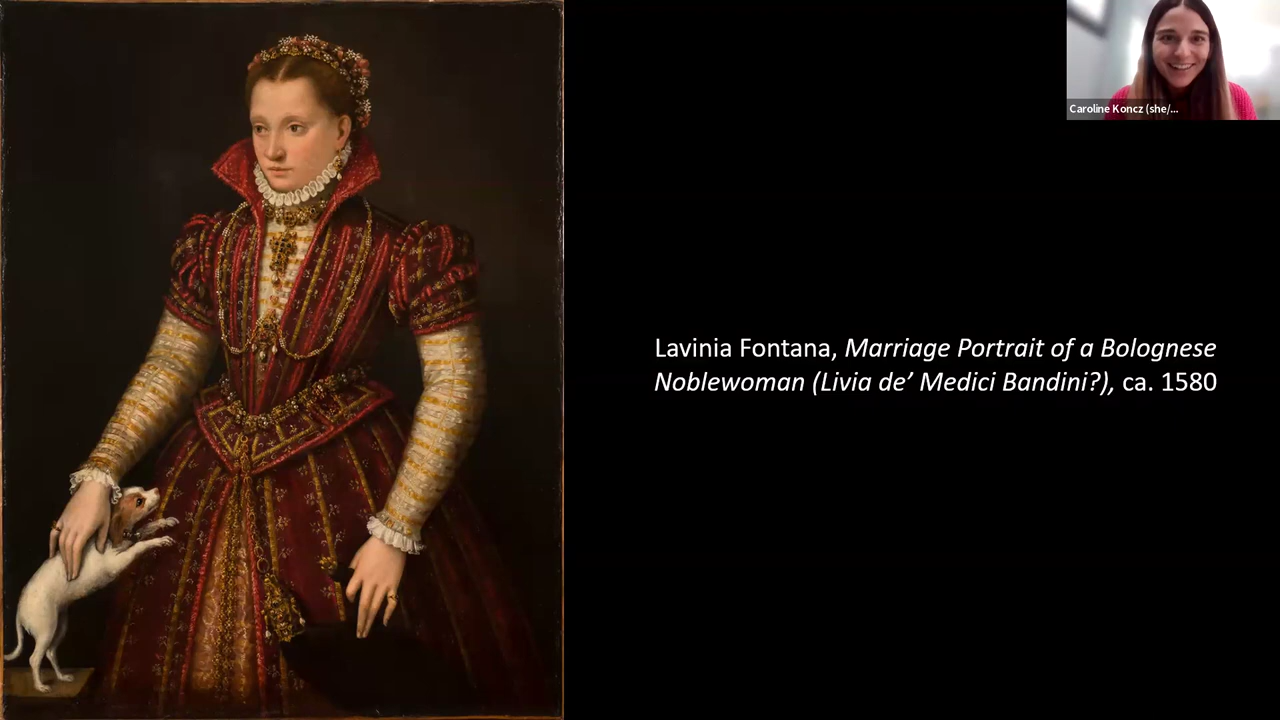 Caroline Koncz (she/...
Lavinia Fontana, Marriage Portrait of a Bolognese
Noblewoman (Livia de’ Medici Bandini?), ca. 1580